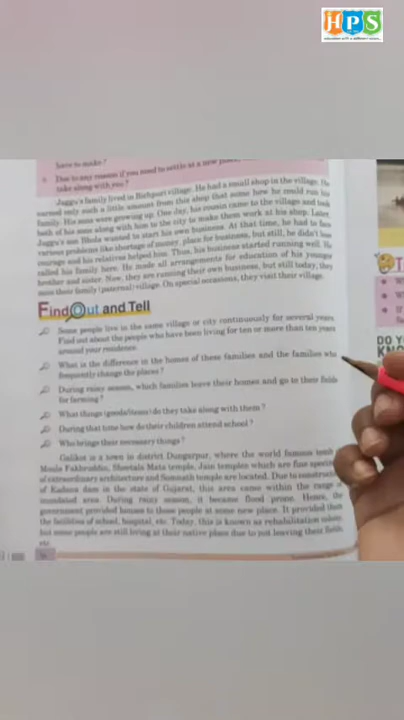 HPS
have to make?
Due to any reason if you need to settle at a new place,
take along with you?
Jaggu's family lived in Rishpuri village. He had a small shop in the village. He
earned only such a little amount from this shop that some how he could run his
family. His sons were growing up. One day, his cousin came to the village and took
both of his sons along with him to the city to make them work at his shop. Later,
Jaggu's son Bhola wanted to start his own business. At that time, he had to face
various problems like shortage of money, place for business, but still, he didn't lose
courage and his relatives helped him. Thus, his business started running well. He
called his family here. He made all arrangements for education of his younger
brother and sister. Now, they are running their own business, but still today, they
miss their family (paternal) village. On special occasions, they visit their village.
Find Out and Tell
Some people live in the same village or city continuously for several years.
Find out about the people who have been living for ten or more than ten years
around your residence.
What is the difference in the homes of these families and the families who
frequently change the places?
During rainy season, which families leave their homes and go to their fields
for farming?
What things (goods/items) do they take along with them?
During that time how do their children attend school?
Who brings their necessary things?
Galikot is a town in district Dungarpur, where the world famous tomb
Moula Fakhruddin, Sheetala Mata temple, Jain temples which are fine
of extraordinary architecture and Somnath temple are located. Due to
of Kadana dam in the state of Gujarat, this area came within the range
inundated area. During rainy season, it became flood prone. Hence, the
government provided houses to these people at some new place. It provided them
the facilities of school, hospital, etc. Today, this is known as rehabilitation colony
but some people are still living at their native place due to not leaving their fields
etc.
DO Y
KN